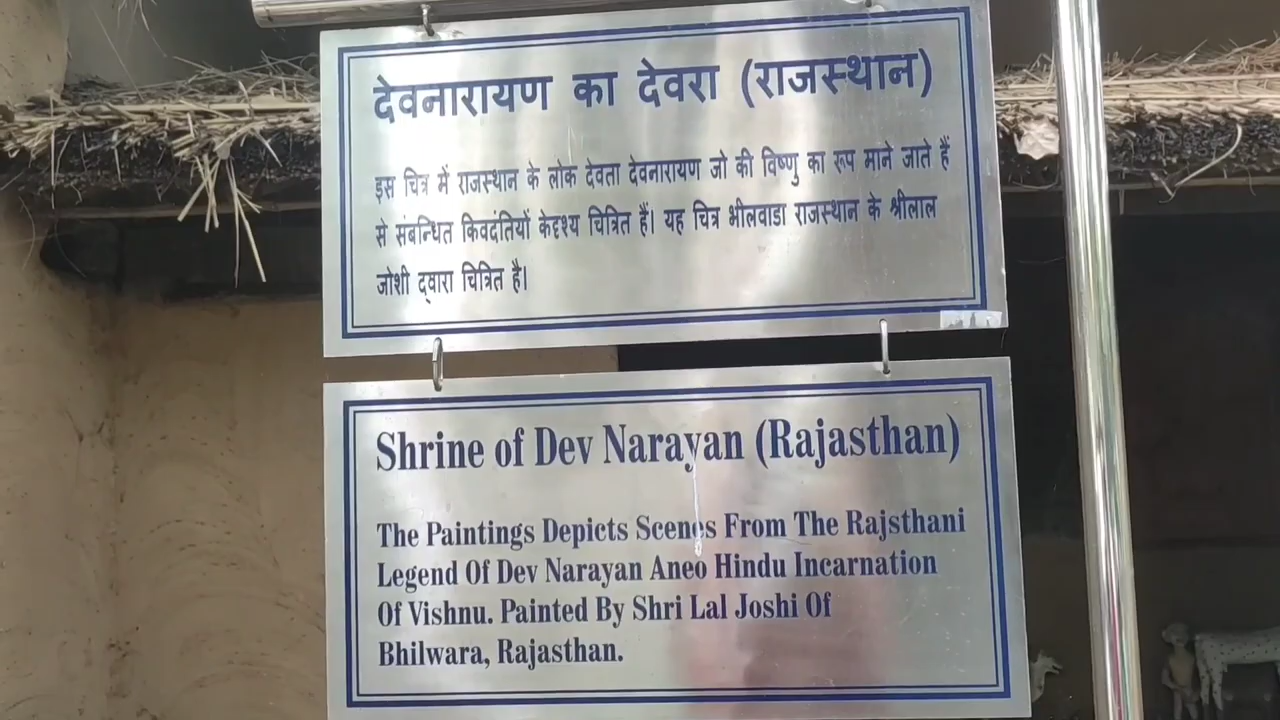 देवनारायण का देवरा (राजस्थान)
इस चित्र में राजस्थान के लोक देवता देवनारायण जो की विष्णु का रूप माने जाते हैं
से संबन्धित किवदंतियों केदृश्य चित्रित हैं। यह चित्र भीलवाडा राजस्थान के श्रीलाल
जोशी द्वारा चित्रित है।
Shrine of Dev Narayan (Rajasthan)
The Paintings Depicts Scenes From The Rajsthani
Legend Of Dev Narayan Aneo Hindu Incarnation
Of Vishnu. Painted By Shri Lal Joshi Of
Bhilwara, Rajasthan.